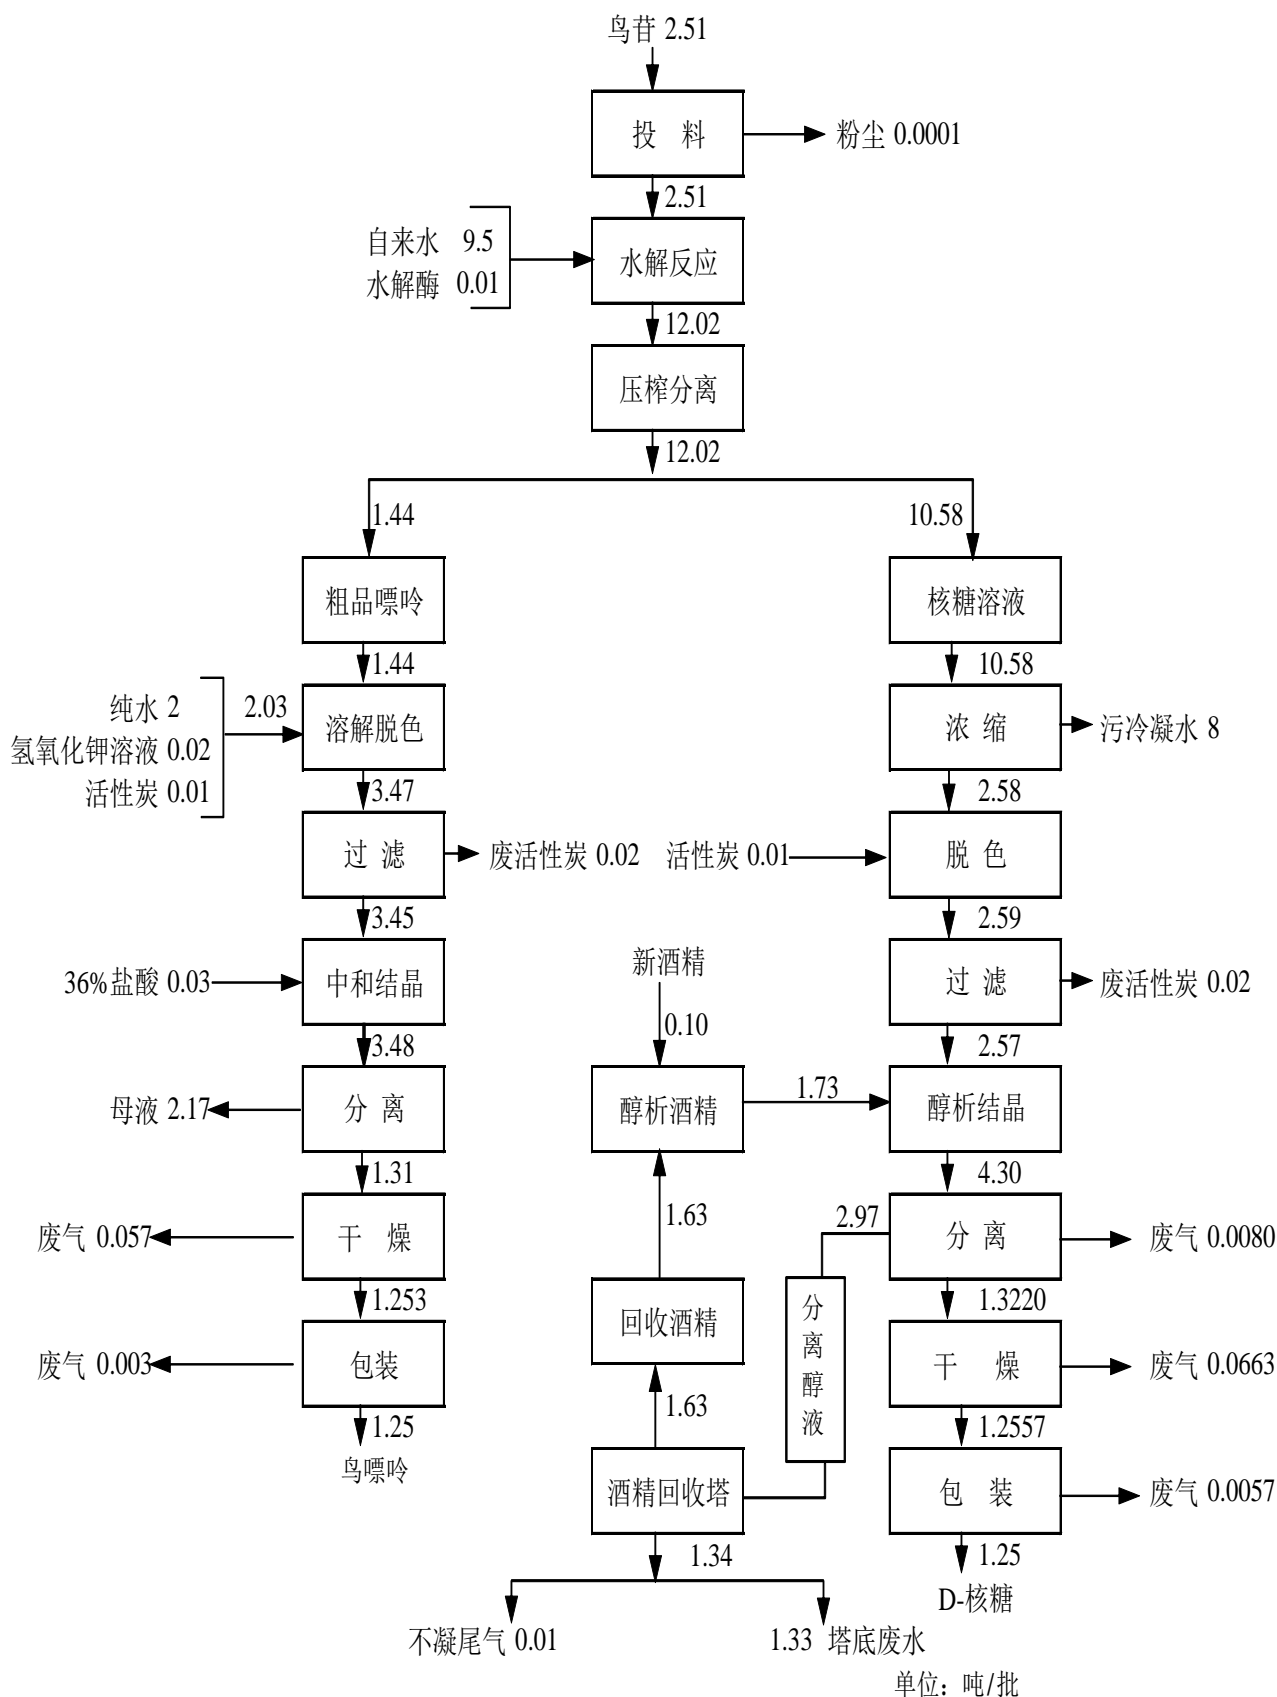 鸟苷 2.51
投 料
粉尘 0.0001
2.51
自来水 9.5
水解酶 0.01
水解反应
12.02
压榨分离
12.02
1.44
10.58
粗品嘌呤
核糖溶液
1.44
10.58
纯水 2
氢氧化钾溶液 0.02
活性炭 0.01
2.03
溶解脱色
浓 缩
污冷凝水 8
3.47
2.58
过 滤
废活性炭 0.02
活性炭 0.01
脱 色
3.45
2.59
36%盐酸 0.03
中和结晶
新酒精
过 滤
废活性炭 0.02
3.48
0.10
2.57
母液 2.17
分 离
醇析酒精
1.73
醇析结晶
1.31
4.30
废气 0.057
干 燥
1.63
2.97
分 离
废气 0.0080
1.253
1.3220
废气 0.003
包装
回收酒精
分离醇液
干 燥
废气 0.0663
1.25
鸟嘌呤
1.63
1.2557
酒精回收塔
包 装
废气 0.0057
1.34
1.25
D-核糖
不凝尾气 0.01
1.33 塔底废水
单位：吨/批